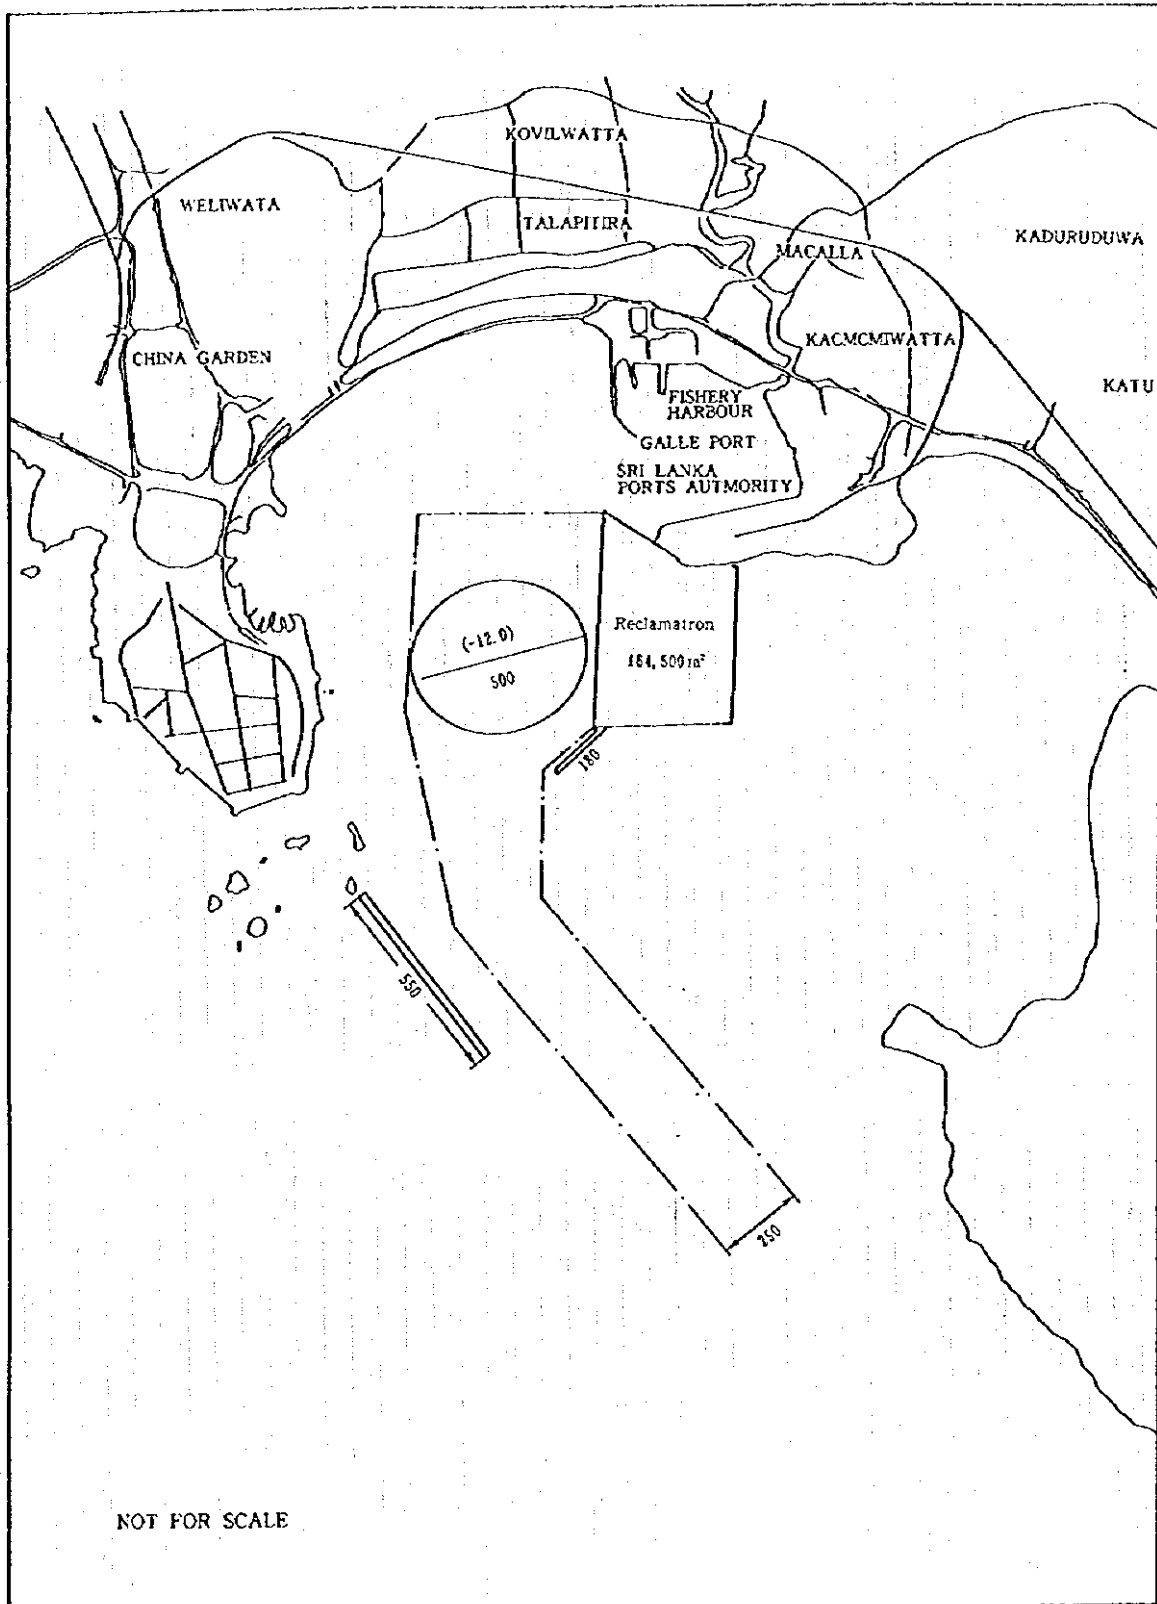 KOVILWATTA
WELIWATA
TALAPITIRA
MACALLA
KADURUDUWA
CHINA GARDEN
KACMCMIWATTA
KATU
FISHERY
HARBOUR
GALLE PORT
SRI LANKA
PORTS AUTMORITY
(-12.0)
500
Reclamatron
184,500m²
180
550
250
NOT FOR SCALE